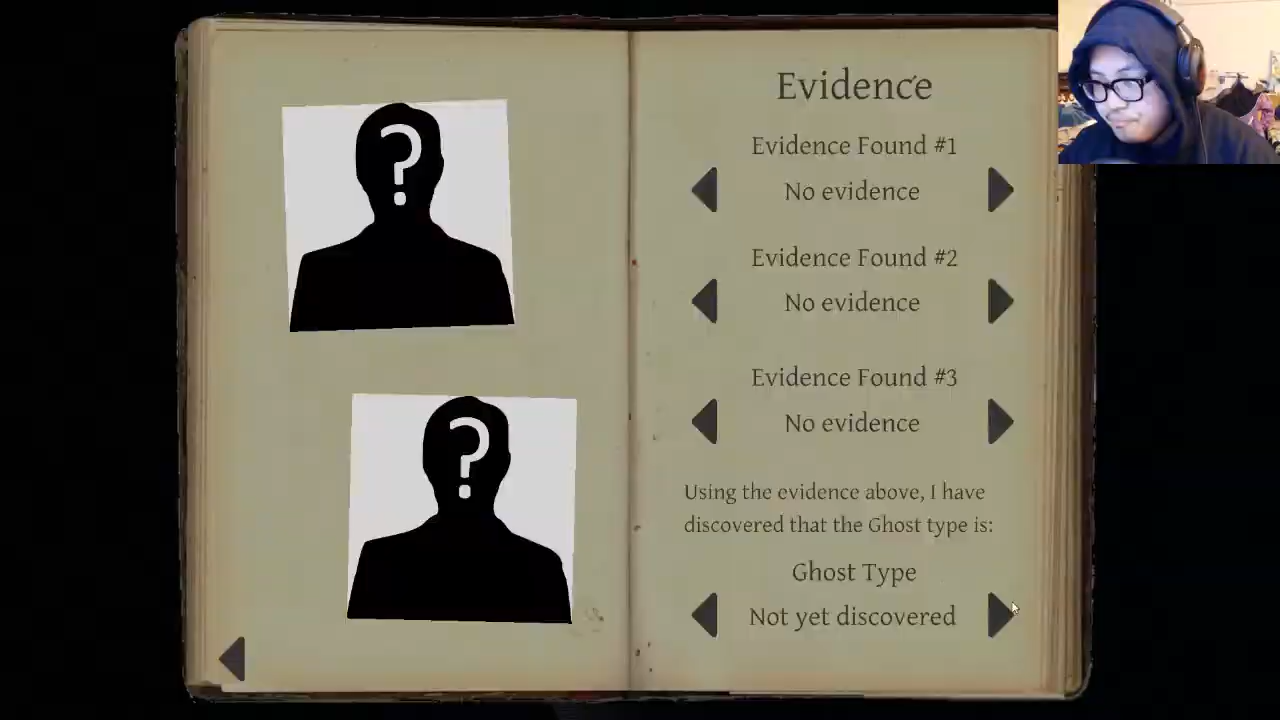 ?
?
Evidence
Evidence Found #1
No evidence
Evidence Found #2
No evidence
Evidence Found #3
No evidence
Using the evidence above, I have
discovered that the Ghost type is:
Ghost Type
Not yet discovered